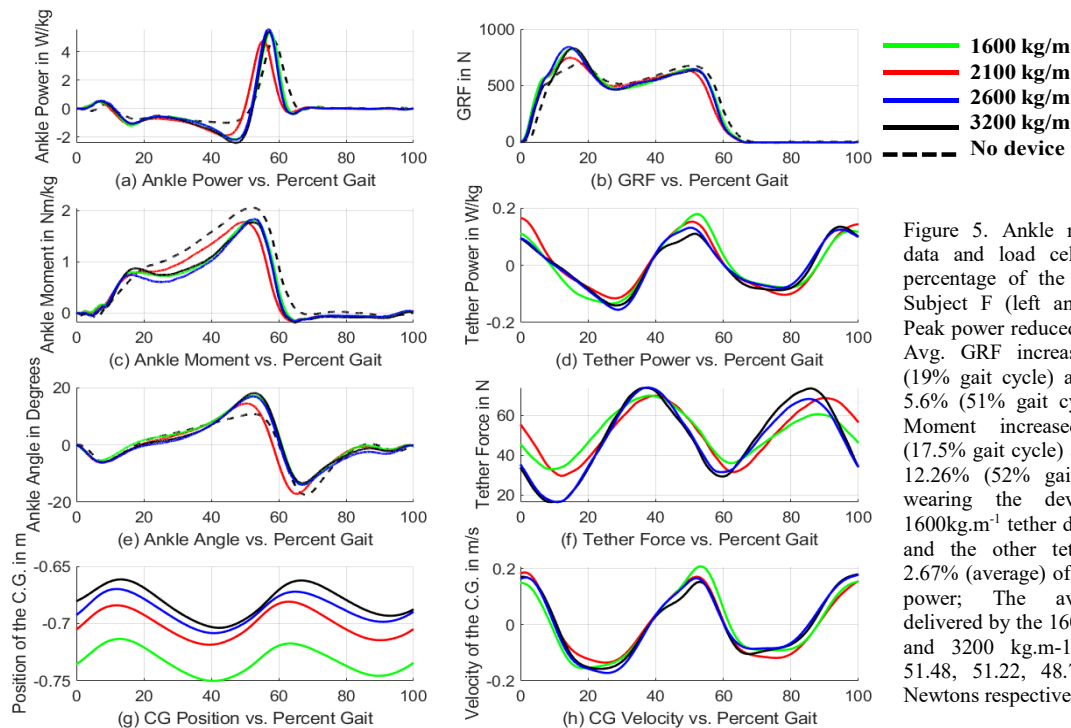 Ankle Power in W/kg
4
2
0
-2
0
20
40
60
80
100
(a) Ankle Power vs. Percent Gait
GRF in N
1000
500
0
0
20
40
60
80
100
(b) GRF vs. Percent Gait
1600 kg/m
2100 kg/m
2600 kg/m
3200 kg/m
No device
Ankle Moment in Nm/kg
2
1
0
0
20
40
60
80
100
(c) Ankle Moment vs. Percent Gait
Tether Power in W/kg
0.2
0
-0.2
0
20
40
60
80
100
(d) Tether Power vs. Percent Gait
Ankle Angle in Degrees
20
0
-20
0
20
40
60
80
100
(e) Ankle Angle vs. Percent Gait
Tether Force in N
60
40
20
0
20
40
60
80
100
(f) Tether Force vs. Percent Gait
Position of the C.G. in m
-0.65
-0.7
-0.75
0
20
40
60
80
100
(g) CG Position vs. Percent Gait
Velocity of the C.G. in m/s
0.2
0
-0.2
0
20
40
60
80
100
(h) CG Velocity vs. Percent Gait
Figure 5. Ankle
data and load cel
percentage of the
Subject F (left an
Peak power reduced
Avg. GRF increas
(19% gait cycle) a
5.6% (51% gait cy
Moment increased
(17.5% gait cycle)
12.26% (52% gait
wearing the dev
1600kg.m⁻¹ tether d
and the other tet
2.67% (average) of
power; The av
delivered by the 160
and 3200 kg.m-1
51.48, 51.22, 48.7
Newtons respective